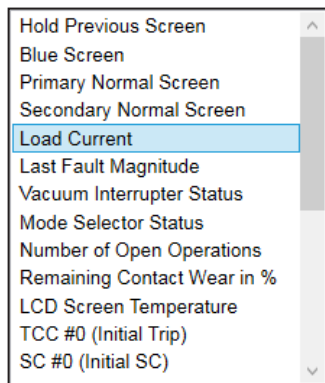 Hold Previous Screen
Blue Screen
Primary Normal Screen
Secondary Normal Screen
Load Current
Last Fault Magnitude
Vacuum Interrupter Status
Mode Selector Status
Number of Open Operations
Remaining Contact Wear in %
LCD Screen Temperature
TCC #0 (Initial Trip)
SC #0 (Initial SC)